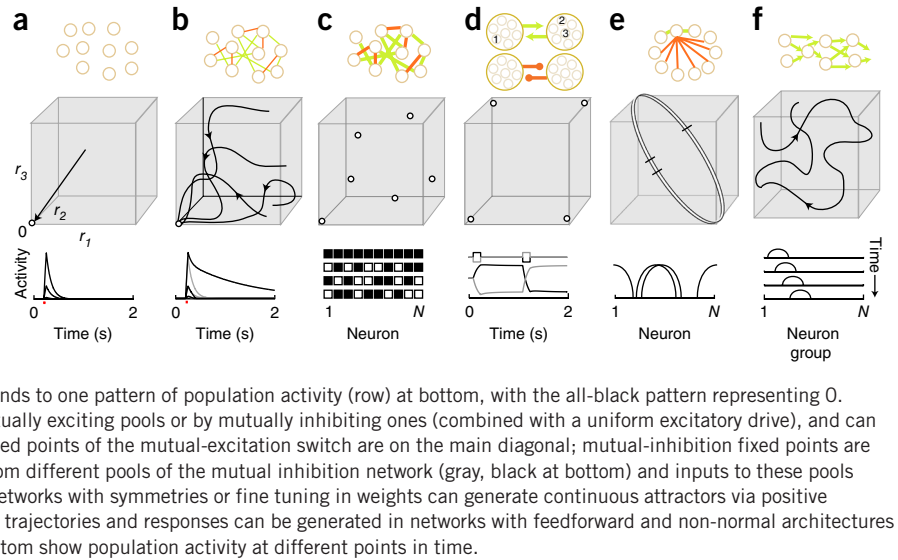 a b c d e f
1 2 3
r3
r2
0
r1
Activity
Time
0 2 0 2 1 N 0 2 1 N 1 N
Time (s) Time (s) Neuron Time (s) Neuron Neuron
group
nds to one pattern of population activity (row) at bottom, with the all-black pattern representing 0.
tually exciting pools or by mutually inhibiting ones (combined with a uniform excitatory drive), and can
ed points of the mutual-excitation switch are on the main diagonal; mutual-inhibition fixed points are
om different pools of the mutual inhibition network (gray, black at bottom) and inputs to these pools
etworks with symmetries or fine tuning in weights can generate continuous attractors via positive
trajectories and responses can be generated in networks with feedforward and non-normal architectures
tom show population activity at different points in time.